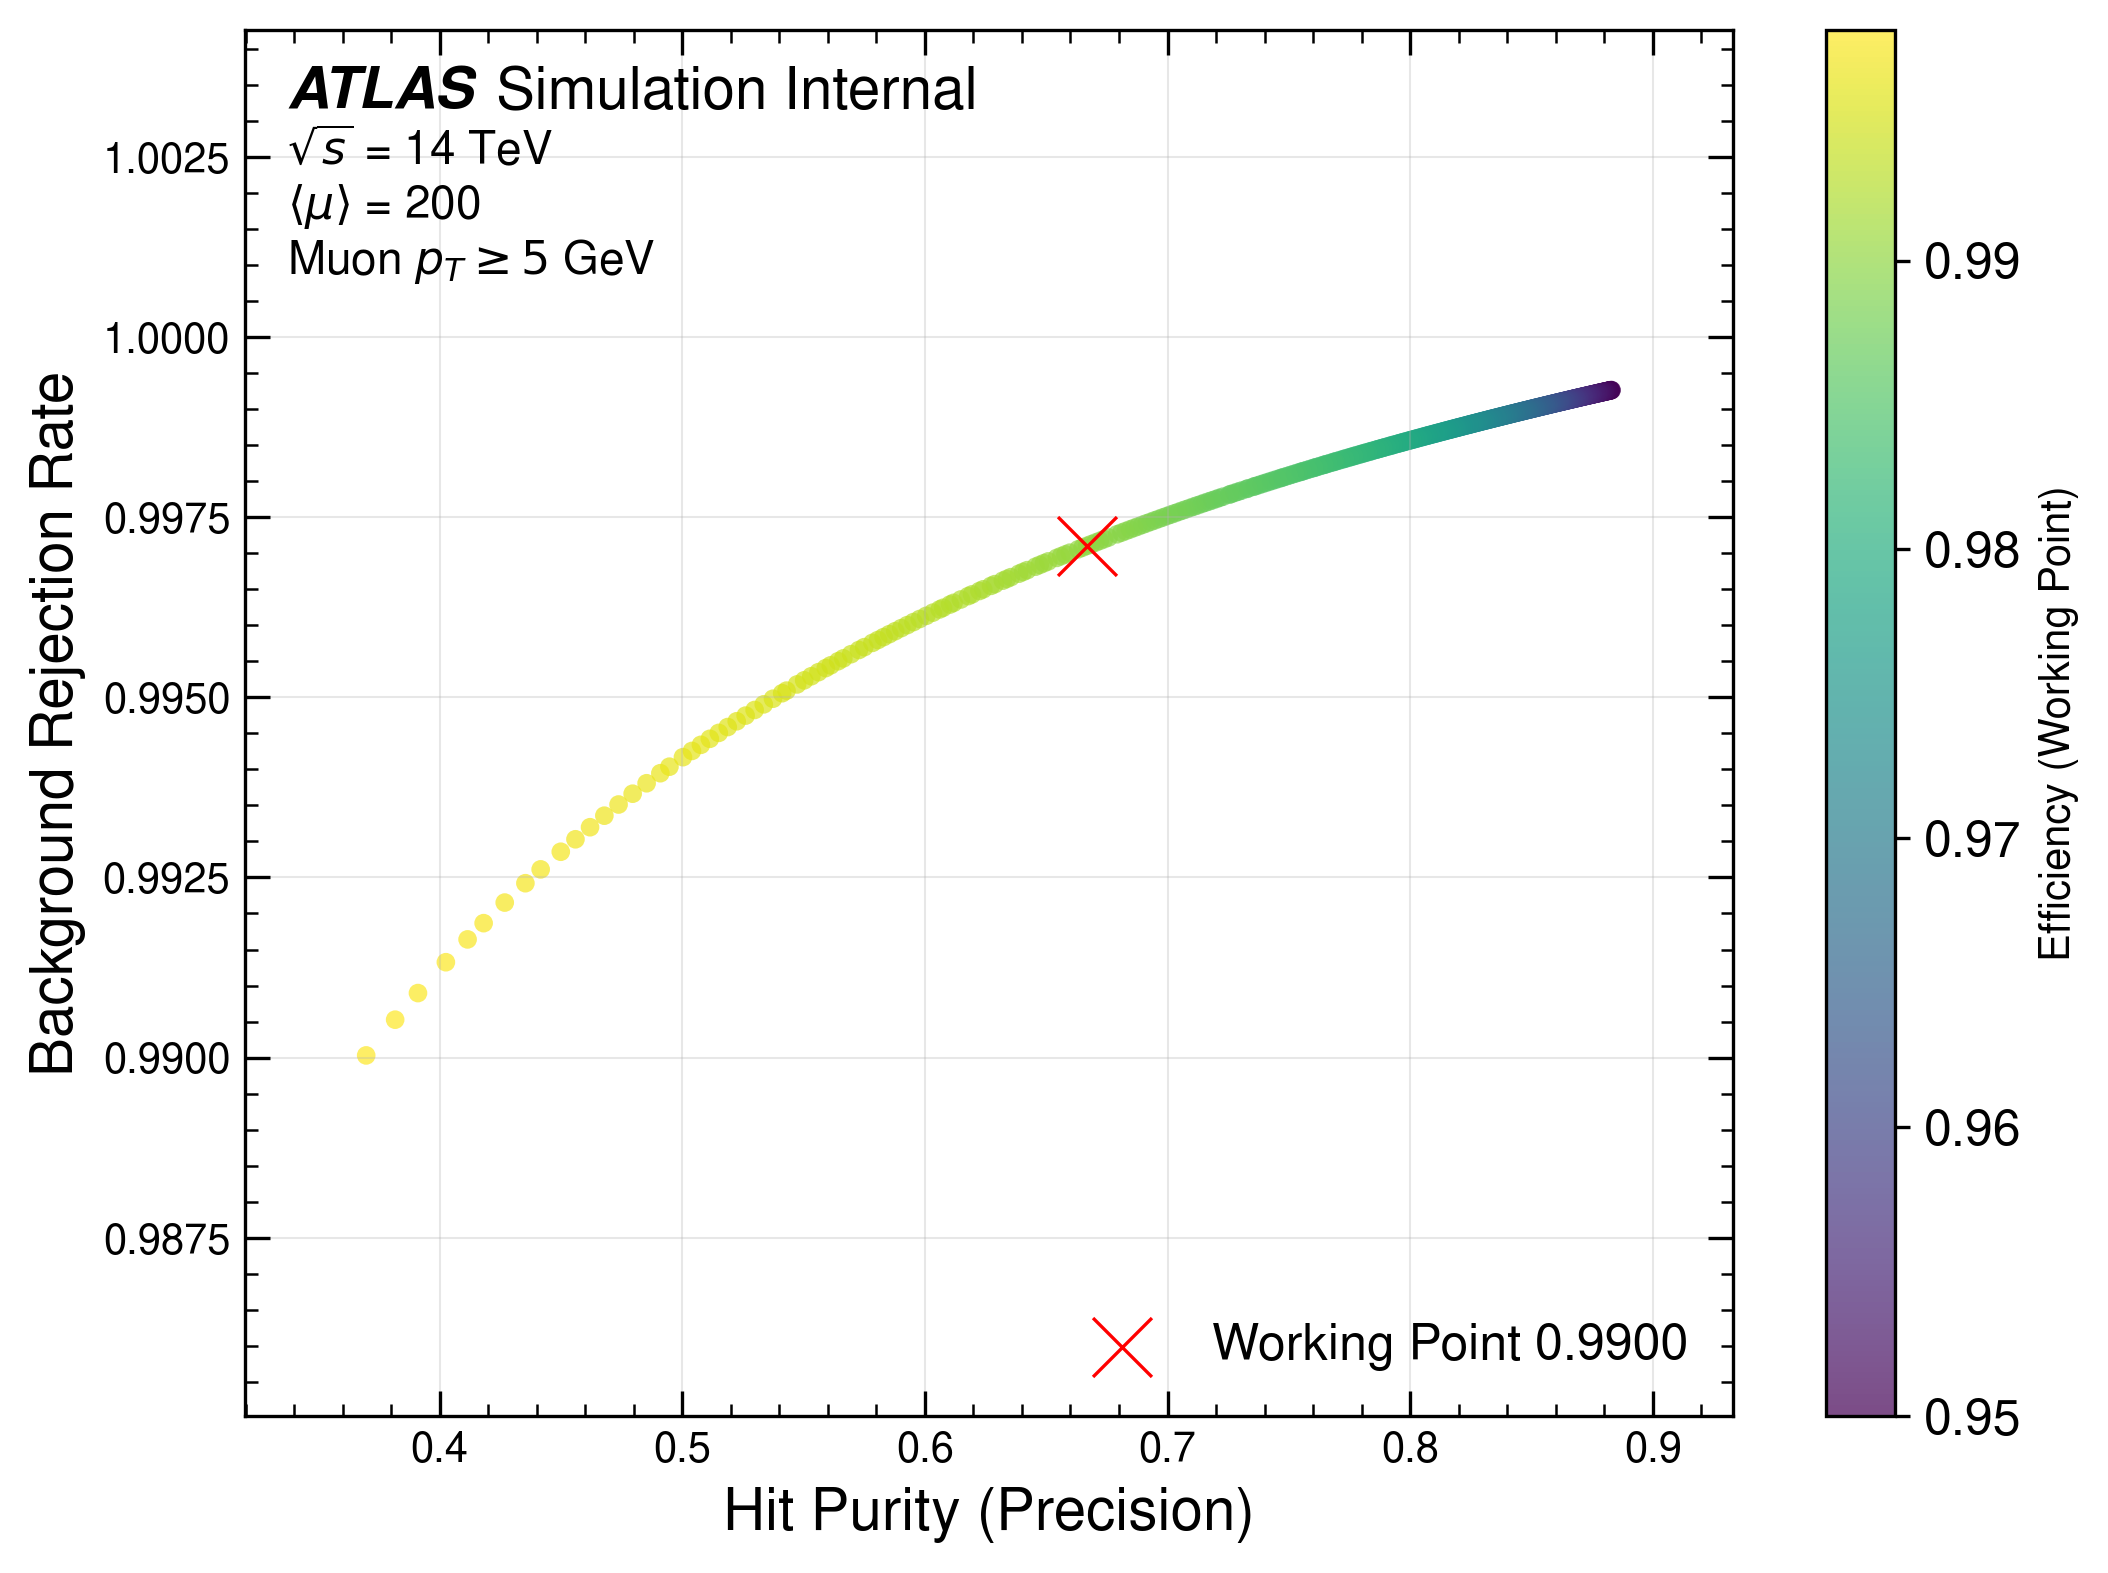 ATLAS Simulation Internal
√s = 14 TeV
⟨μ⟩ = 200
Muon p_T ≥ 5 GeV
Background Rejection Rate
1.0025
1.0000
0.9975
0.9950
0.9925
0.9900
0.9875
Working Point 0.9900
0.4 0.5 0.6 0.7 0.8 0.9
Hit Purity (Precision)
0.99
0.98
0.97
0.96
0.95
Efficiency (Working Point)